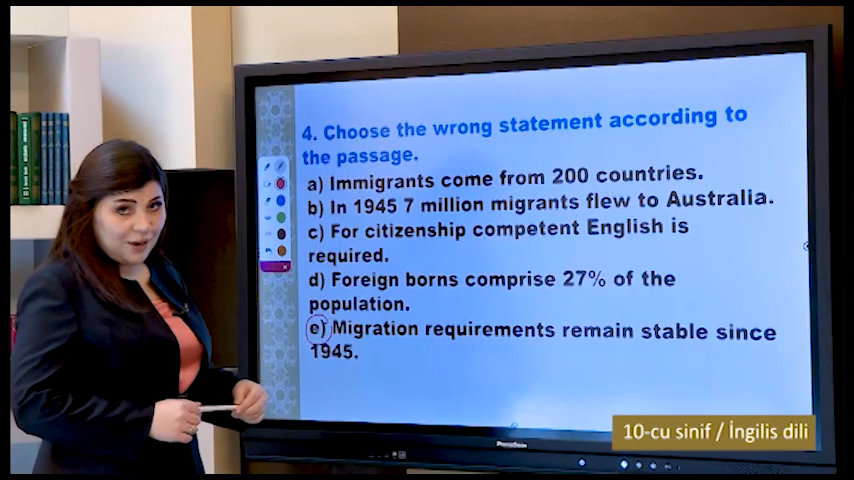 4. Choose the wrong statement according to
the passage.
a) Immigrants come from 200 countries.
b) In 1945 7 million migrants flew to Australia.
c) For citizenship competent English is
required.
d) Foreign borns comprise 27% of the
population.
e) Migration requirements remain stable since
1945.
Promethean
10-cu sinif / İngilis dili